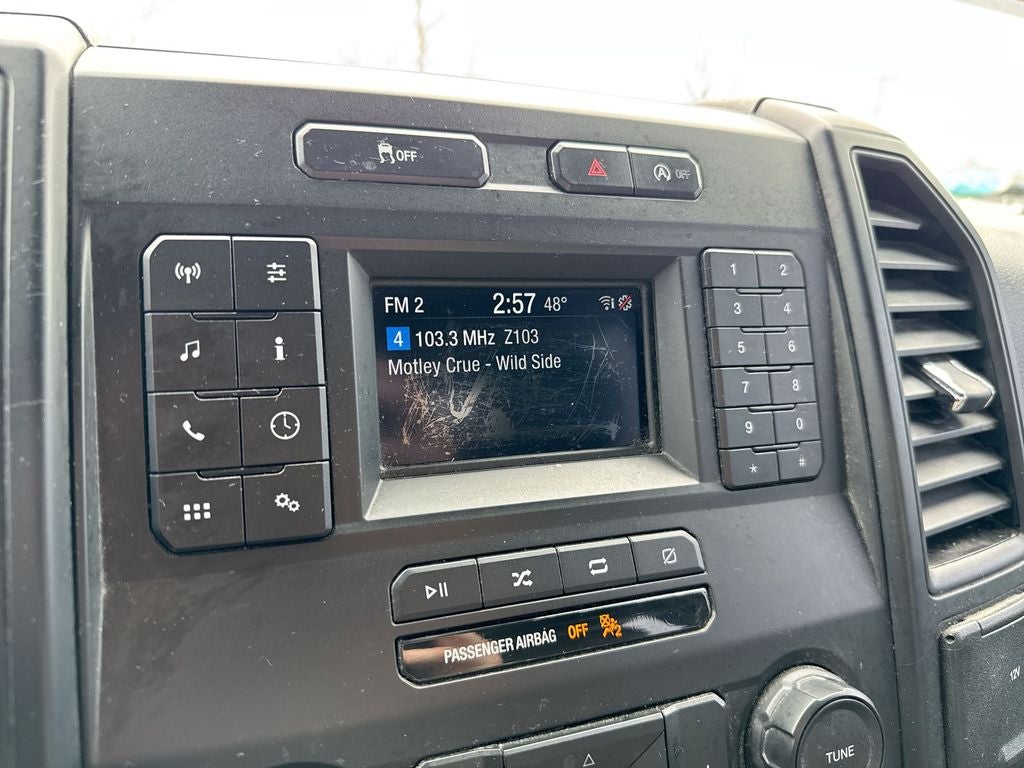 OFF
OFF
FM 2 2:57 48°
4 103.3 MHz Z103
Motley Crue - Wild Side
1 2
3 4
5 6
7 8
9 0
* #
PASSENGER AIRBAG OFF 2
12V
TUNE